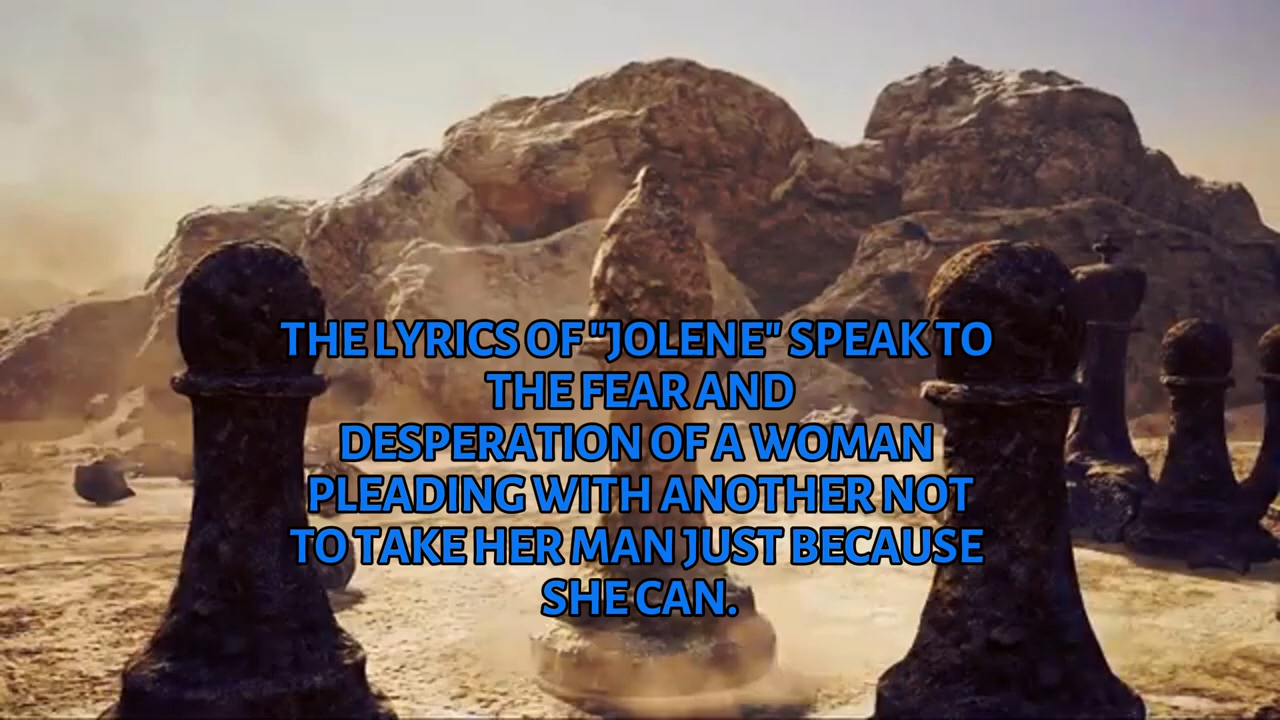 THE LYRICS OF "JOLENE" SPEAK TO
THE FEAR AND
DESPERATION OF A WOMAN
PLEADING WITH ANOTHER NOT
TO TAKE HER MAN JUST BECAUSE
SHE CAN.